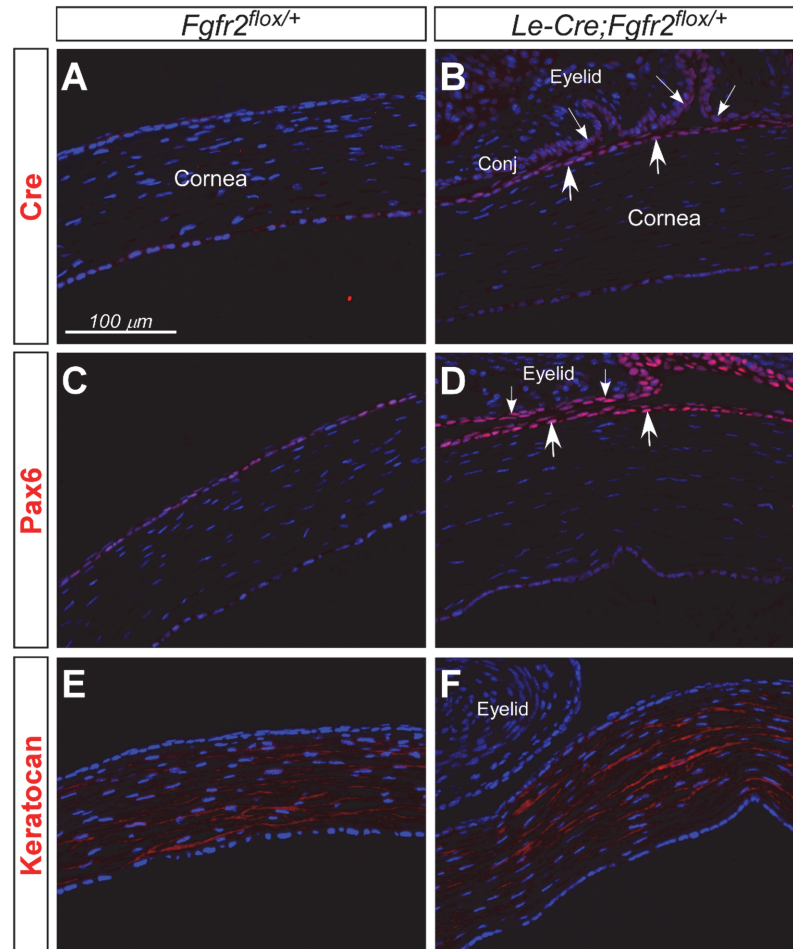 Fgfr2flox/+
Le-Cre;Fgfr2flox/+
Cre
A
Cornea
100 μm
B
Eyelid
Conj
Cornea
Pax6
C
D
Eyelid
Keratocan
E
F
Eyelid